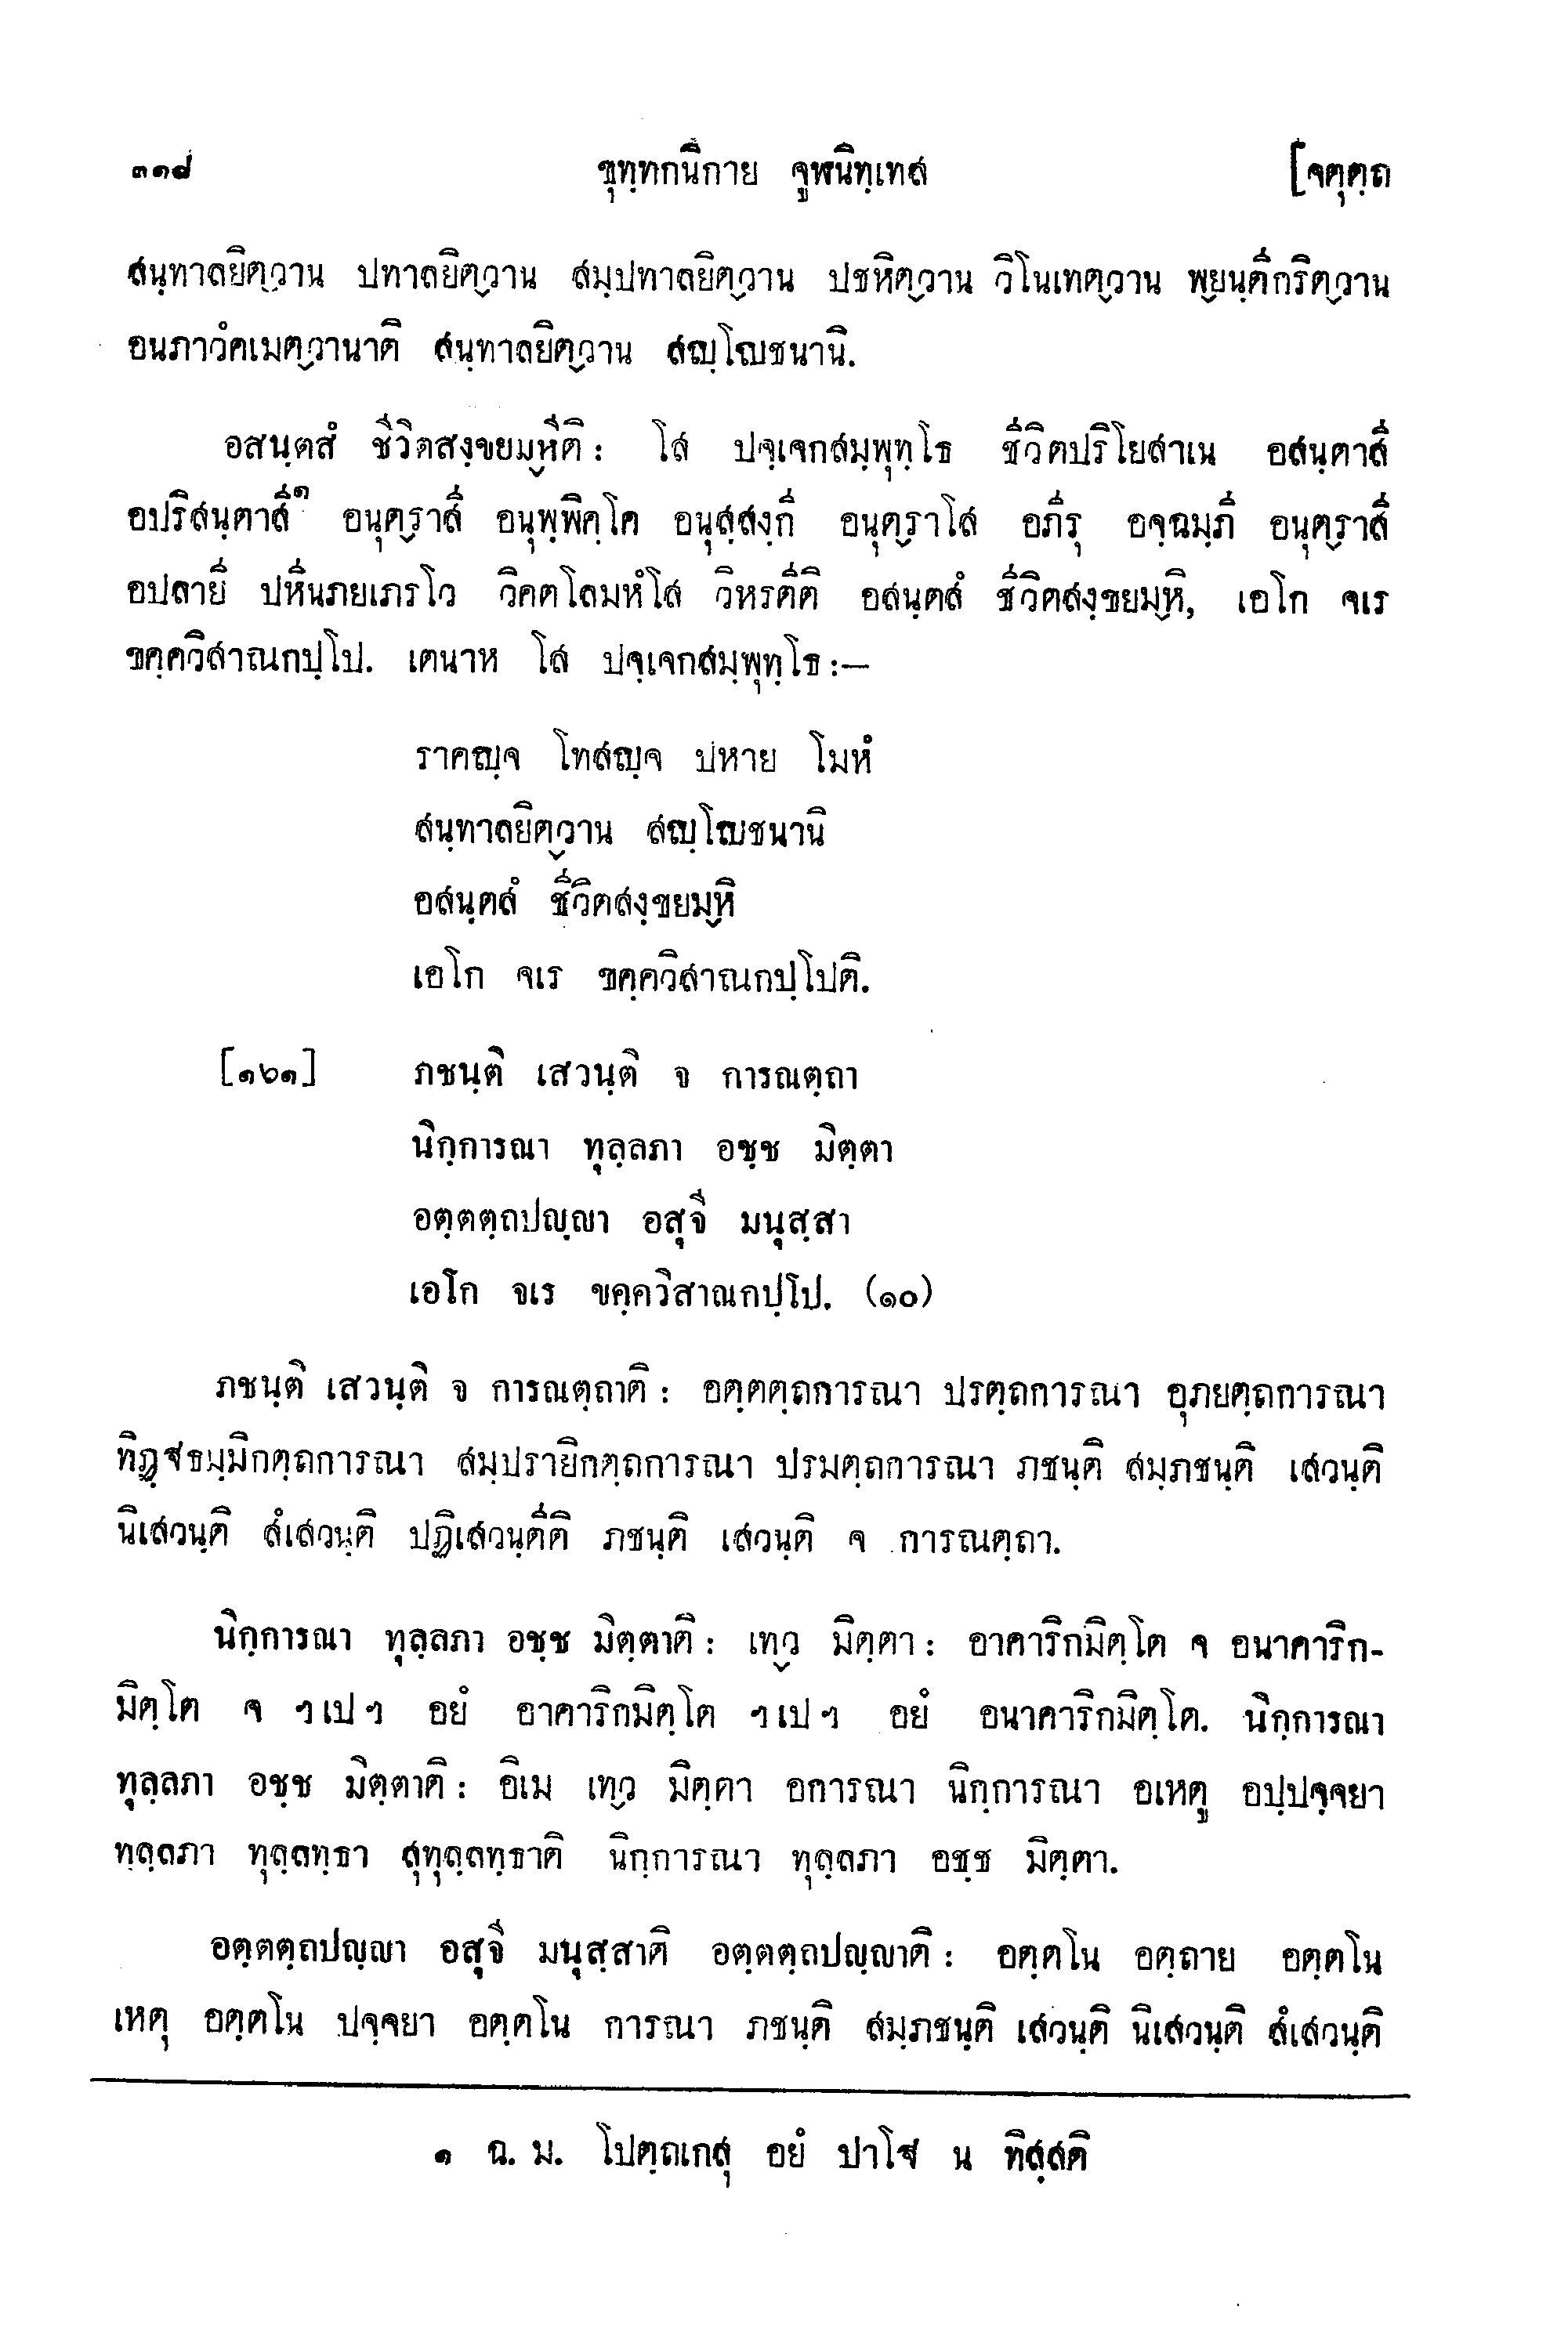 ๓๑๘ ขุทฺทกนิกาย จูฬนิทฺเทส [จตุตฺถ
สนฺทาลยิตฺวาน ปทาลยิตฺวาน สมฺปทาลยิตฺวาน ปชหิตฺวาน วิโนเทตฺวาน พฺยนฺตีกริตฺวาน
อนภาวํคเมตฺวานาติ สนฺทาลยิตฺวาน สญฺโญชนานิ.
อสนฺตสํ ชีวิตสงฺขยมฺหีติ: โส ปจฺเจกสมฺพุทฺโธ ชีวิตปริโยสาเน อสนฺตาสี
อปริสนฺตาสี๑ อนุตฺราสี อนุพฺพิคฺโค อนุสฺสงฺกี อนุตฺราโส อภีรุ อจฺฉมฺภี อนุตฺราสี
อปลายี ปหีนภยเภรโว วิคตโลมหํโส วิหรตีติ อสนฺตสํ ชีวิตสงฺขยมฺหิ, เอโก จเร
ขคฺควิสาณกปฺโป. เตนาห โส ปจฺเจกสมฺพุทฺโธ:—
ราคญฺจ โทสญฺจ ปหาย โมหํ
สนฺทาลยิตฺวาน สญฺโญชนานิ
อสนฺตสํ ชีวิตสงฺขยมฺหิ
เอโก จเร ขคฺควิสาณกปฺโปติ.
[๑๖๑] ภชนฺติ เสวนฺติ จ การณตฺถา
นิกฺการณา ทุลฺลภา อชฺช มิตฺตา
อตฺตตฺถปญฺญา อสุจี มนุสฺสา
เอโก จเร ขคฺควิสาณกปฺโป. (๑๐)
ภชนฺติ เสวนฺติ จ การณตฺถาติ: อตฺตตฺถการณา ปรตฺถการณา อุภยตฺถการณา
ทิฏฺฐธมฺมิกตฺถการณา สมฺปรายิกตฺถการณา ปรมตฺถการณา ภชนฺติ สมฺภชนฺติ เสวนฺติ
นิเสวนฺติ สํเสวนฺติ ปฏิเสวนฺตีติ ภชนฺติ เสวนฺติ จ การณตฺถา.
นิกฺการณา ทุลฺลภา อชฺช มิตฺตาติ: เทฺว มิตฺตา: อาคาริกมิตฺโต จ อนาคาริก-
มิตฺโต จ ฯเปฯ อยํ อาคาริกมิตฺโต ฯเปฯ อยํ อนาคาริกมิตฺโต. นิกฺการณา
ทุลฺลภา อชฺช มิตฺตาติ: อิเม เทฺว มิตฺตา อการณา นิกฺการณา อเหตู อปฺปจฺจยา
ทุลฺลภา ทุลฺลทฺธา สุทุลฺลทฺธาติ นิกฺการณา ทุลฺลภา อชฺช มิตฺตา.
อตฺตตฺถปญฺญา อสุจี มนุสฺสาติ อตฺตตฺถปญฺญาติ: อตฺตโน อตฺถาย อตฺตโน
เหตุ อตฺตโน ปจฺจยา อตฺตโน การณา ภชนฺติ สมฺภชนฺติ เสวนฺติ นิเสวนฺติ สํเสวนฺติ
๑ ฉ. ม. โปตฺถเกสุ อยํ ปาโฐ น ทิสฺสติ